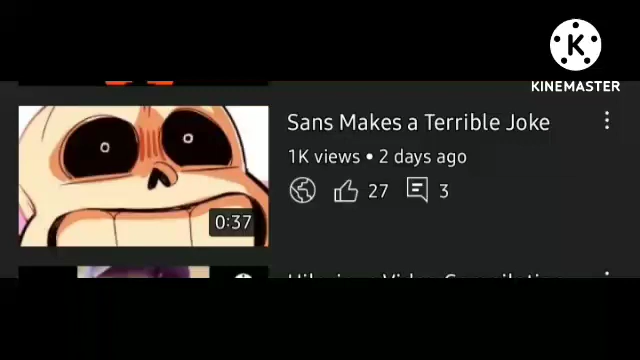 K
KINEMASTER
Sans Makes a Terrible Joke
1K views • 2 days ago
27 3
0:37